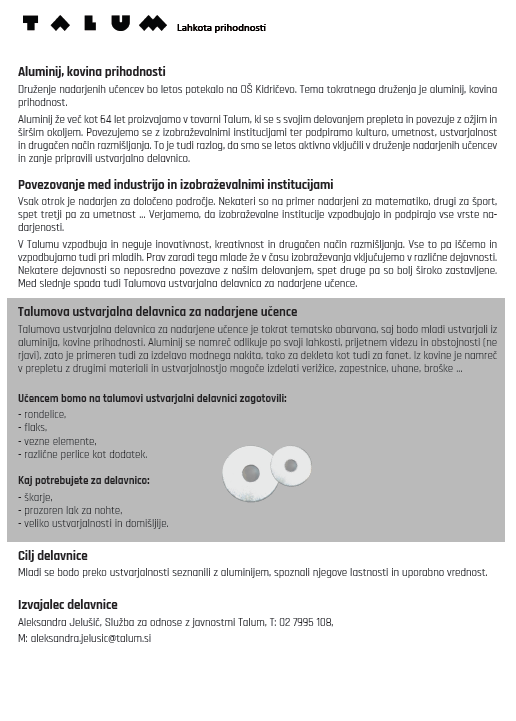 TALUM Lahkota prihodnosti
Aluminij, kovina prihodnosti
Druženje nadarjenih učencev bo letos potekalo na OŠ Kidričevo. Tema tokratnega druženja je aluminij, kovina
prihodnosti.
Aluminij že več kot 64 let proizvajamo v tovarni Talum, ki se s svojim delovanjem prepleta in povezuje z ožjim in
širšim okoljem. Povezujemo se z izobraževalnimi institucijami ter podpiramo kulturo, umetnost, ustvarjalnost
in drugačen način razmišljanja. To je tudi razlog, da smo se letos aktivno vključili v druženje nadarjenih učencev
in zanje pripravili ustvarjalno delavnico.
Povezovanje med industrijo in izobraževalnimi institucijami
Vsak otrok je nadarjen za določeno področje. Nekateri so na primer nadarjeni za matematiko, drugi za šport,
spet tretji pa za umetnost ... Verjamemo, da izobraževalne institucije vzpodbujajo in podpirajo vse vrste na-
darjenosti.
V Talumu vzpodbuja in neguje inovativnost, kreativnost in drugačen način razmišljanja. Vse to pa iščemo in
vzpodbujamo tudi pri mladih. Prav zaradi tega mlade že v času izobraževanja vključujemo v različne dejavnosti.
Nekatere dejavnosti so neposredno povezave z našim delovanjem, spet druge pa so bolj široko zastavljene.
Med slednje spada tudi Talumova ustvarjalna delavnica za nadarjene učence.
Talumova ustvarjalna delavnica za nadarjene učence
Talumova ustvarjalna delavnica za nadarjene učence je tokrat tematsko obarvana, saj bodo mladi ustvarjali iz
aluminija, kovine prihodnosti. Aluminij se namreč odlikuje po svoji lahkosti, prijetnem videzu in obstojnosti (ne
rjavi), zato je primeren tudi za izdelavo modnega nakita, tako za dekleta kot tudi za fante. Iz kovine je namreč
v prepletu z drugimi materiali in ustvarjalnostjo mogoče izdelati verižice, zapestnice, uhane, broške ...
Učencem bomo na talumovi ustvarjalni delavnici zagotovili:
- rondelice,
- flaks,
- vezne elemente,
- različne perlice kot dodatek.
Kaj potrebujete za delavnico:
- škarje,
- prozoren lak za nohte,
- veliko ustvarjalnosti in domišljije.
Cilj delavnice
Mladi se bodo preko ustvarjalnosti seznanili z aluminijem, spoznali njegove lastnosti in uporabno vrednost.
Izvajalec delavnice
Aleksandra Jelušič, Služba za odnose z javnostmi Talum, T: 02 7995 108,
M: aleksandra.jelusic@talum.si